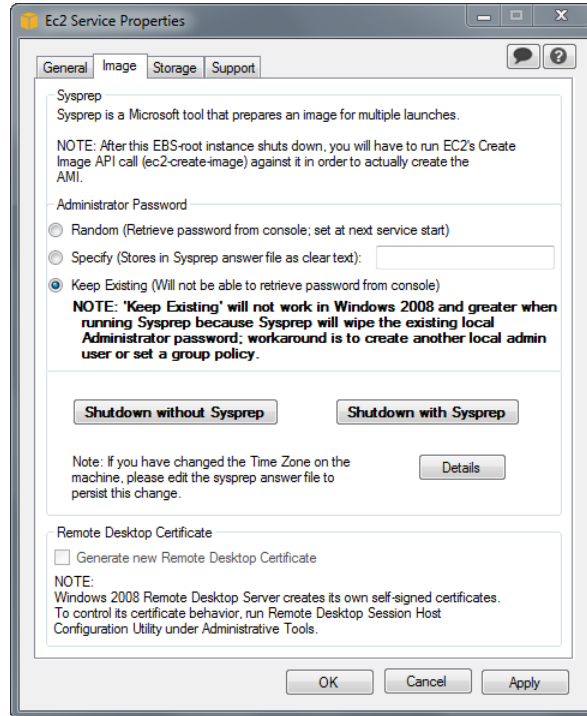 Ec2 Service Properties
General Image Storage Support
Sysprep
Sysprep is a Microsoft tool that prepares an image for multiple launches.
NOTE: After this EBS-root instance shuts down, you will have to run EC2's Create
Image API call (ec2-create-image) against it in order to actually create the
AMI.
Administrator Password
Random (Retrieve password from console; set at next service start)
Specify (Stores in Sysprep answer file as clear text):
Keep Existing (Will not be able to retrieve password from console)
NOTE: 'Keep Existing' will not work in Windows 2008 and greater when
running Sysprep because Sysprep will wipe the existing local
Administrator password; workaround is to create another local admin
user or set a group policy.
Shutdown without Sysprep Shutdown with Sysprep
Note: If you have changed the Time Zone on the
machine, please edit the sysprep answer file to
persist this change.
Details
Remote Desktop Certificate
Generate new Remote Desktop Certificate
NOTE:
Windows 2008 Remote Desktop Server creates its own self-signed certificates.
To control its certificate behavior, run Remote Desktop Session Host
Configuration Utility under Administrative Tools.
OK Cancel Apply